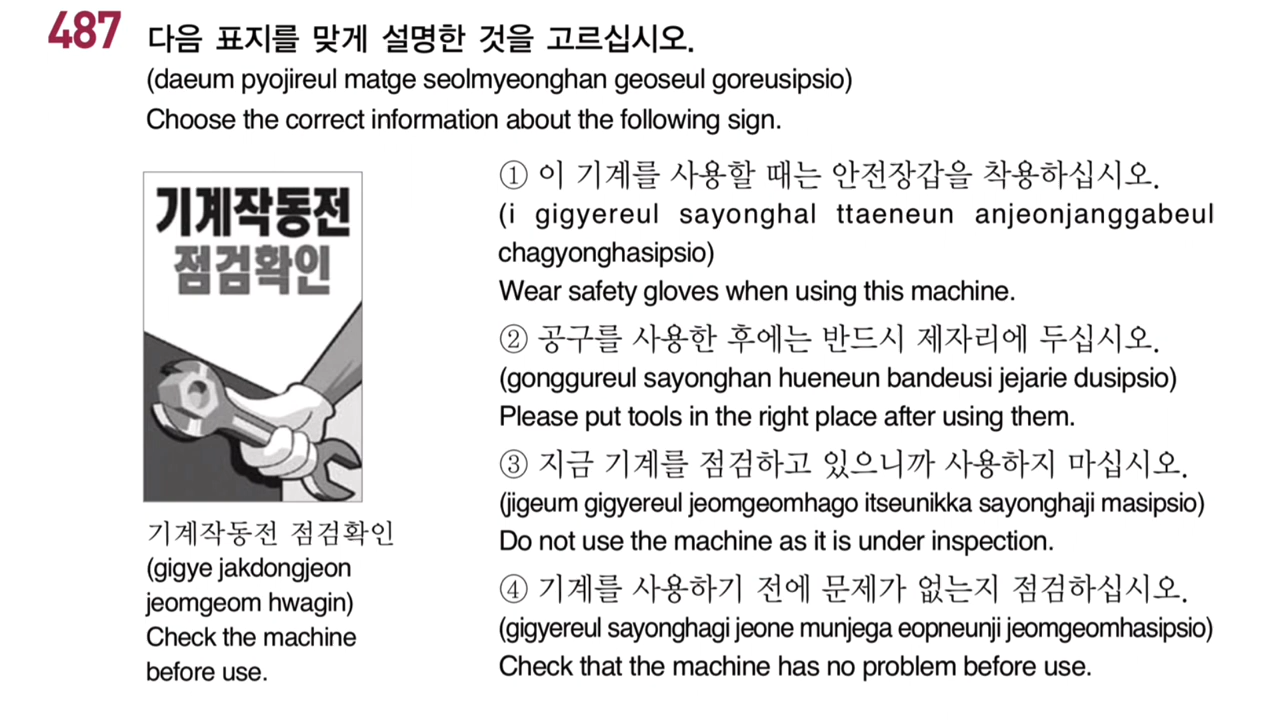 487 다음 표지를 맞게 설명한 것을 고르십시오.
(daeum pyojireul matge seolmyeonghan geoseul goreusipsio)
Choose the correct information about the following sign.
기계작동전
점검확인
기계작동전 점검확인
(gigye jakdongjeon
jeomgeom hwagin)
Check the machine
before use.
① 이 기계를 사용할 때는 안전장갑을 착용하십시오.
(i gigyereul sayonghal ttaeneun anjeonjanggabeul
chagyonghasipsio)
Wear safety gloves when using this machine.
② 공구를 사용한 후에는 반드시 제자리에 두십시오.
(gonggureul sayonghan hueneun bandeusi jejarie dusipsio)
Please put tools in the right place after using them.
③ 지금 기계를 점검하고 있으니까 사용하지 마십시오.
(jigeum gigyereul jeomgeomhago itseunikka sayonghaji masipsio)
Do not use the machine as it is under inspection.
④ 기계를 사용하기 전에 문제가 없는지 점검하십시오.
(gigyereul sayonghagi jeone munjega eopneunji jeomgeomhasipsio)
Check that the machine has no problem before use.